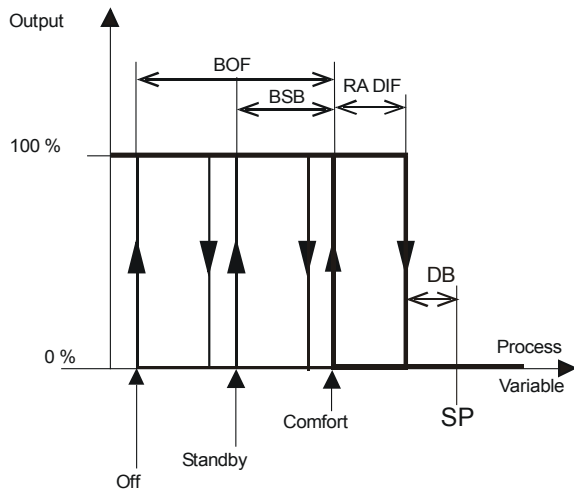 Output
BOF
RA DIF
BSB
100 %
DB
0 %
Process
Variable
SP
Comfort
Standby
Off